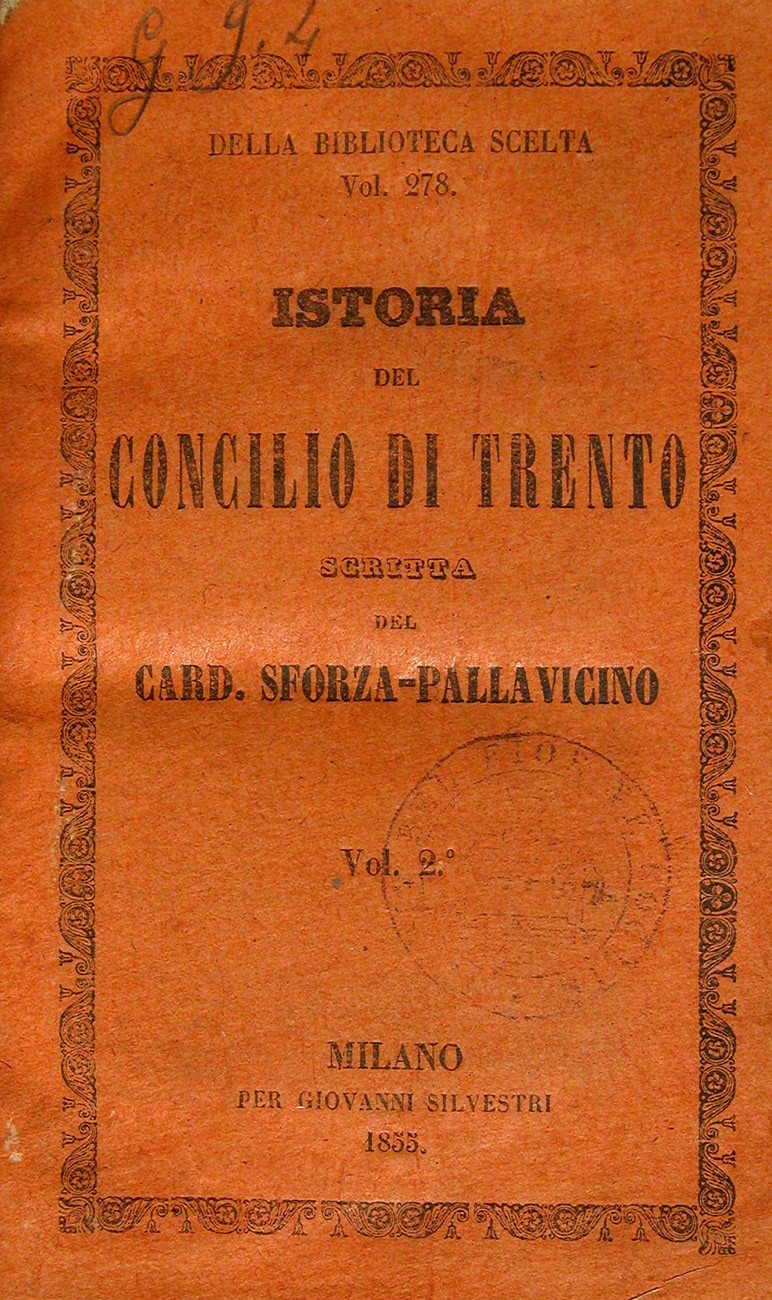 G 9.4
DELLA BIBLIOTECA SCELTA
Vol. 278.
ISTORIA
DEL
CONCILIO DI TRENTO
SCRITTA
DEL
CARD. SFORZA-PALLAVICINO
Vol. 2.°
MILANO
PER GIOVANNI SILVESTRI
1855.